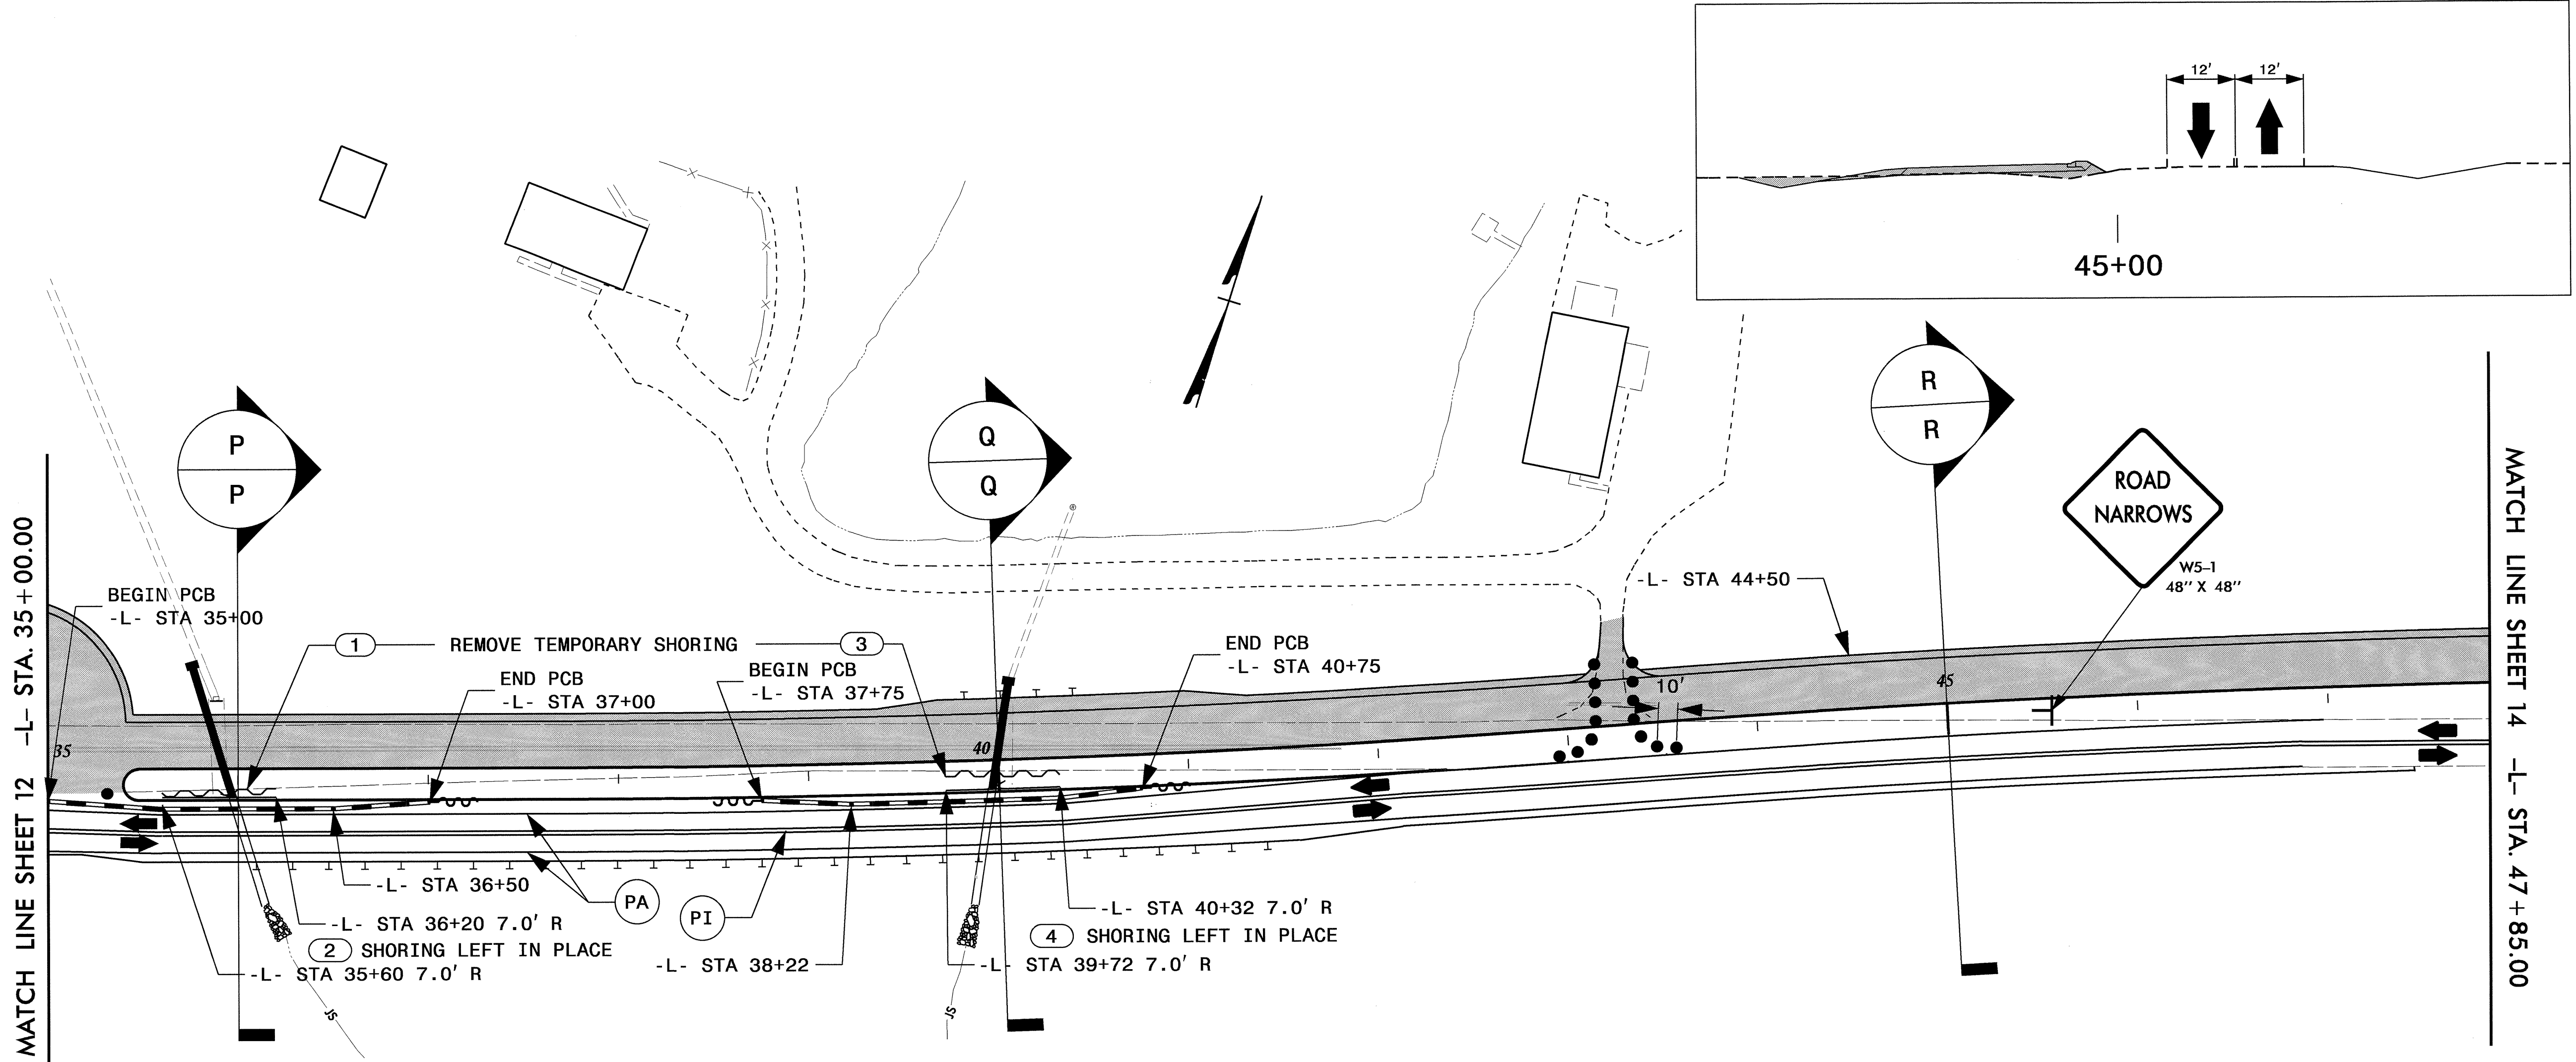 12' 12'
45+00
P
P
Q
Q
R
R
ROAD
NARROWS
W5-1
48" X 48"
MATCH LINE SHEET 12 -L- STA. 35+00.00
MATCH LINE SHEET 14 -L- STA. 47+85.00
BEGIN PCB
-L- STA 35+00
1 REMOVE TEMPORARY SHORING 3
END PCB
-L- STA 37+00
BEGIN PCB
-L- STA 37+75
END PCB
-L- STA 40+75
-L- STA 44+50
10'
35
40
45
-L- STA 36+50
PA
PI
-L- STA 36+20 7.0' R
2 SHORING LEFT IN PLACE
-L- STA 35+60 7.0' R
-L- STA 38+22
-L- STA 40+32 7.0' R
4 SHORING LEFT IN PLACE
-L- STA 39+72 7.0' R
JS
JS